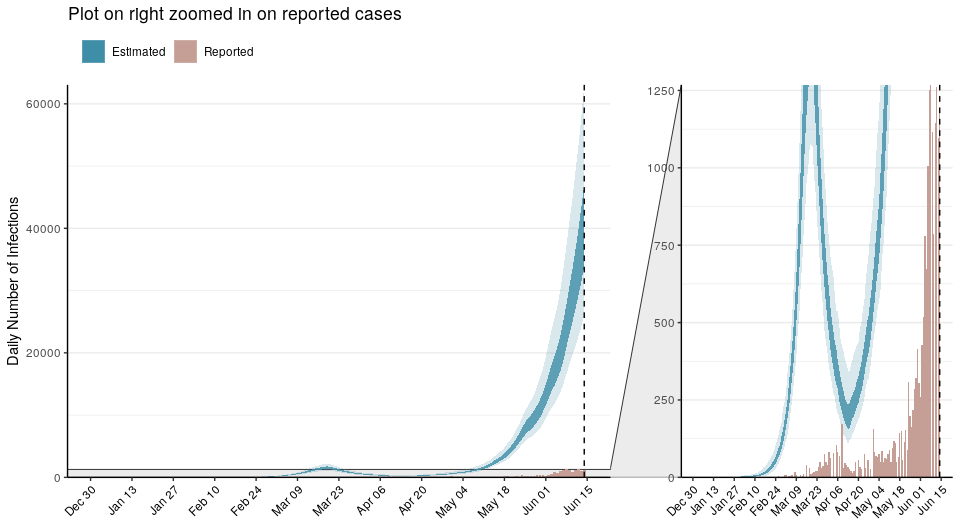 Plot on right zoomed in on reported cases
Estimated Reported
Daily Number of Infections
60000
40000
20000
0
Dec 30 Jan 13 Jan 27 Feb 10 Feb 24 Mar 09 Mar 23 Apr 06 Apr 20 May 04 May 18 Jun 01 Jun 15
1250
1000
750
500
250
0
Dec 30 Jan 13 Jan 27 Feb 10 Feb 24 Mar 09 Mar 23 Apr 06 Apr 20 May 04 May 18 Jun 01 Jun 15